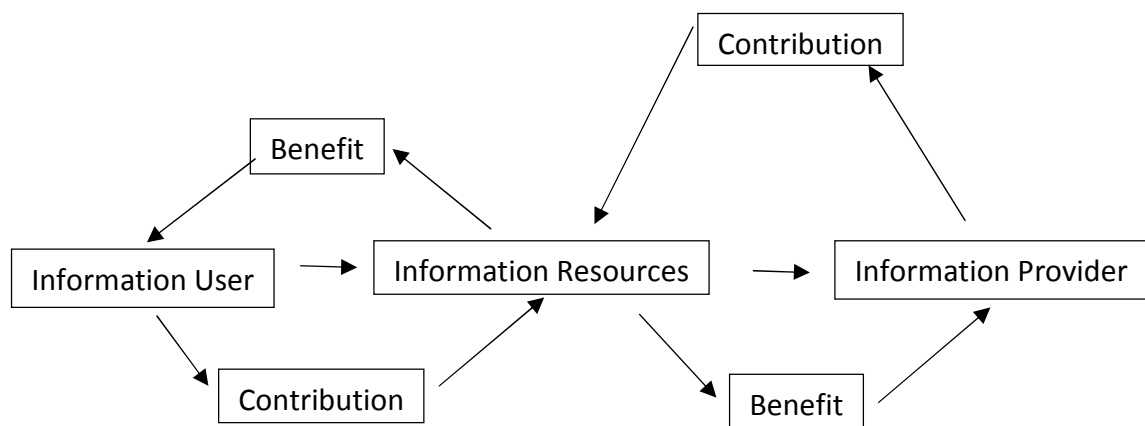 Contribution
Benefit
Information User
Information Resources
Information Provider
Contribution
Benefit